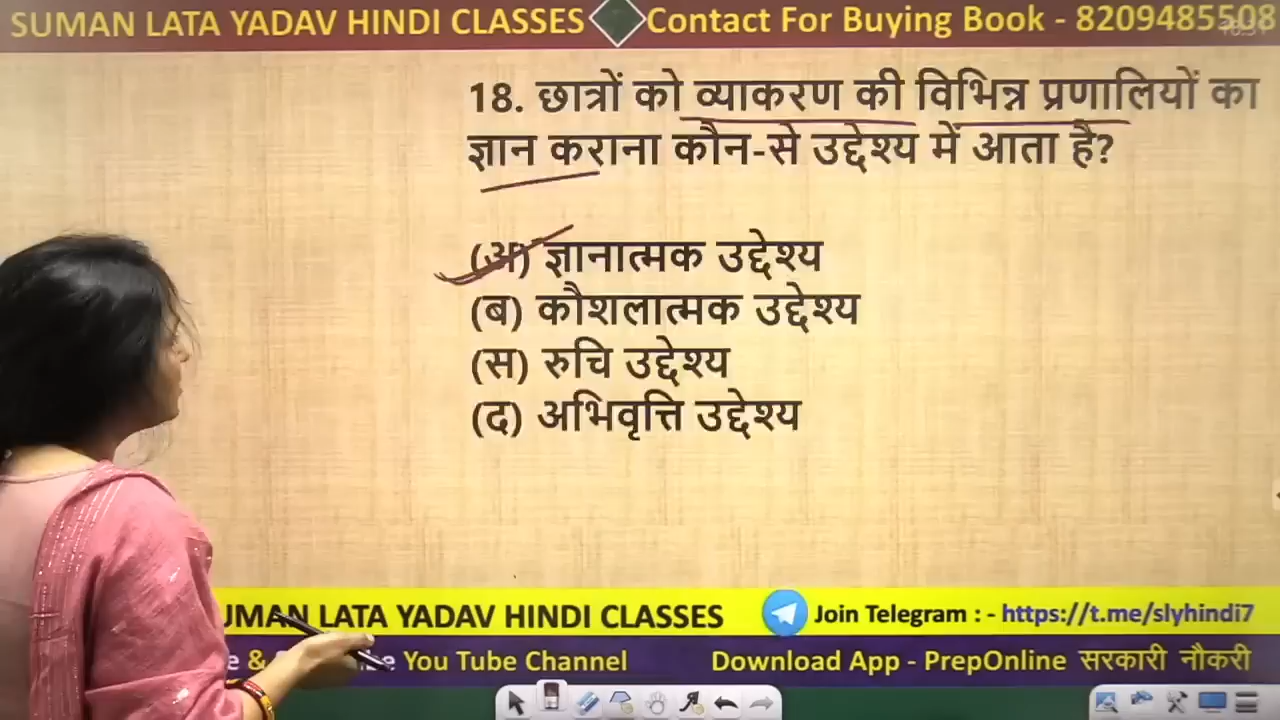 SUMAN LATA YADAV HINDI CLASSES Contact For Buying Book - 8209485508
18. छात्रों को व्याकरण की विभिन्न प्रणालियों का
ज्ञान कराना कौन-से उद्देश्य में आता है?
(अ) ज्ञानात्मक उद्देश्य
(ब) कौशलात्मक उद्देश्य
(स) रुचि उद्देश्य
(द) अभिवृत्ति उद्देश्य
UMAN LATA YADAV HINDI CLASSES Join Telegram : - https://t.me/slyhindi7
e & be You Tube Channel Download App - PrepOnline सरकारी नौकरी